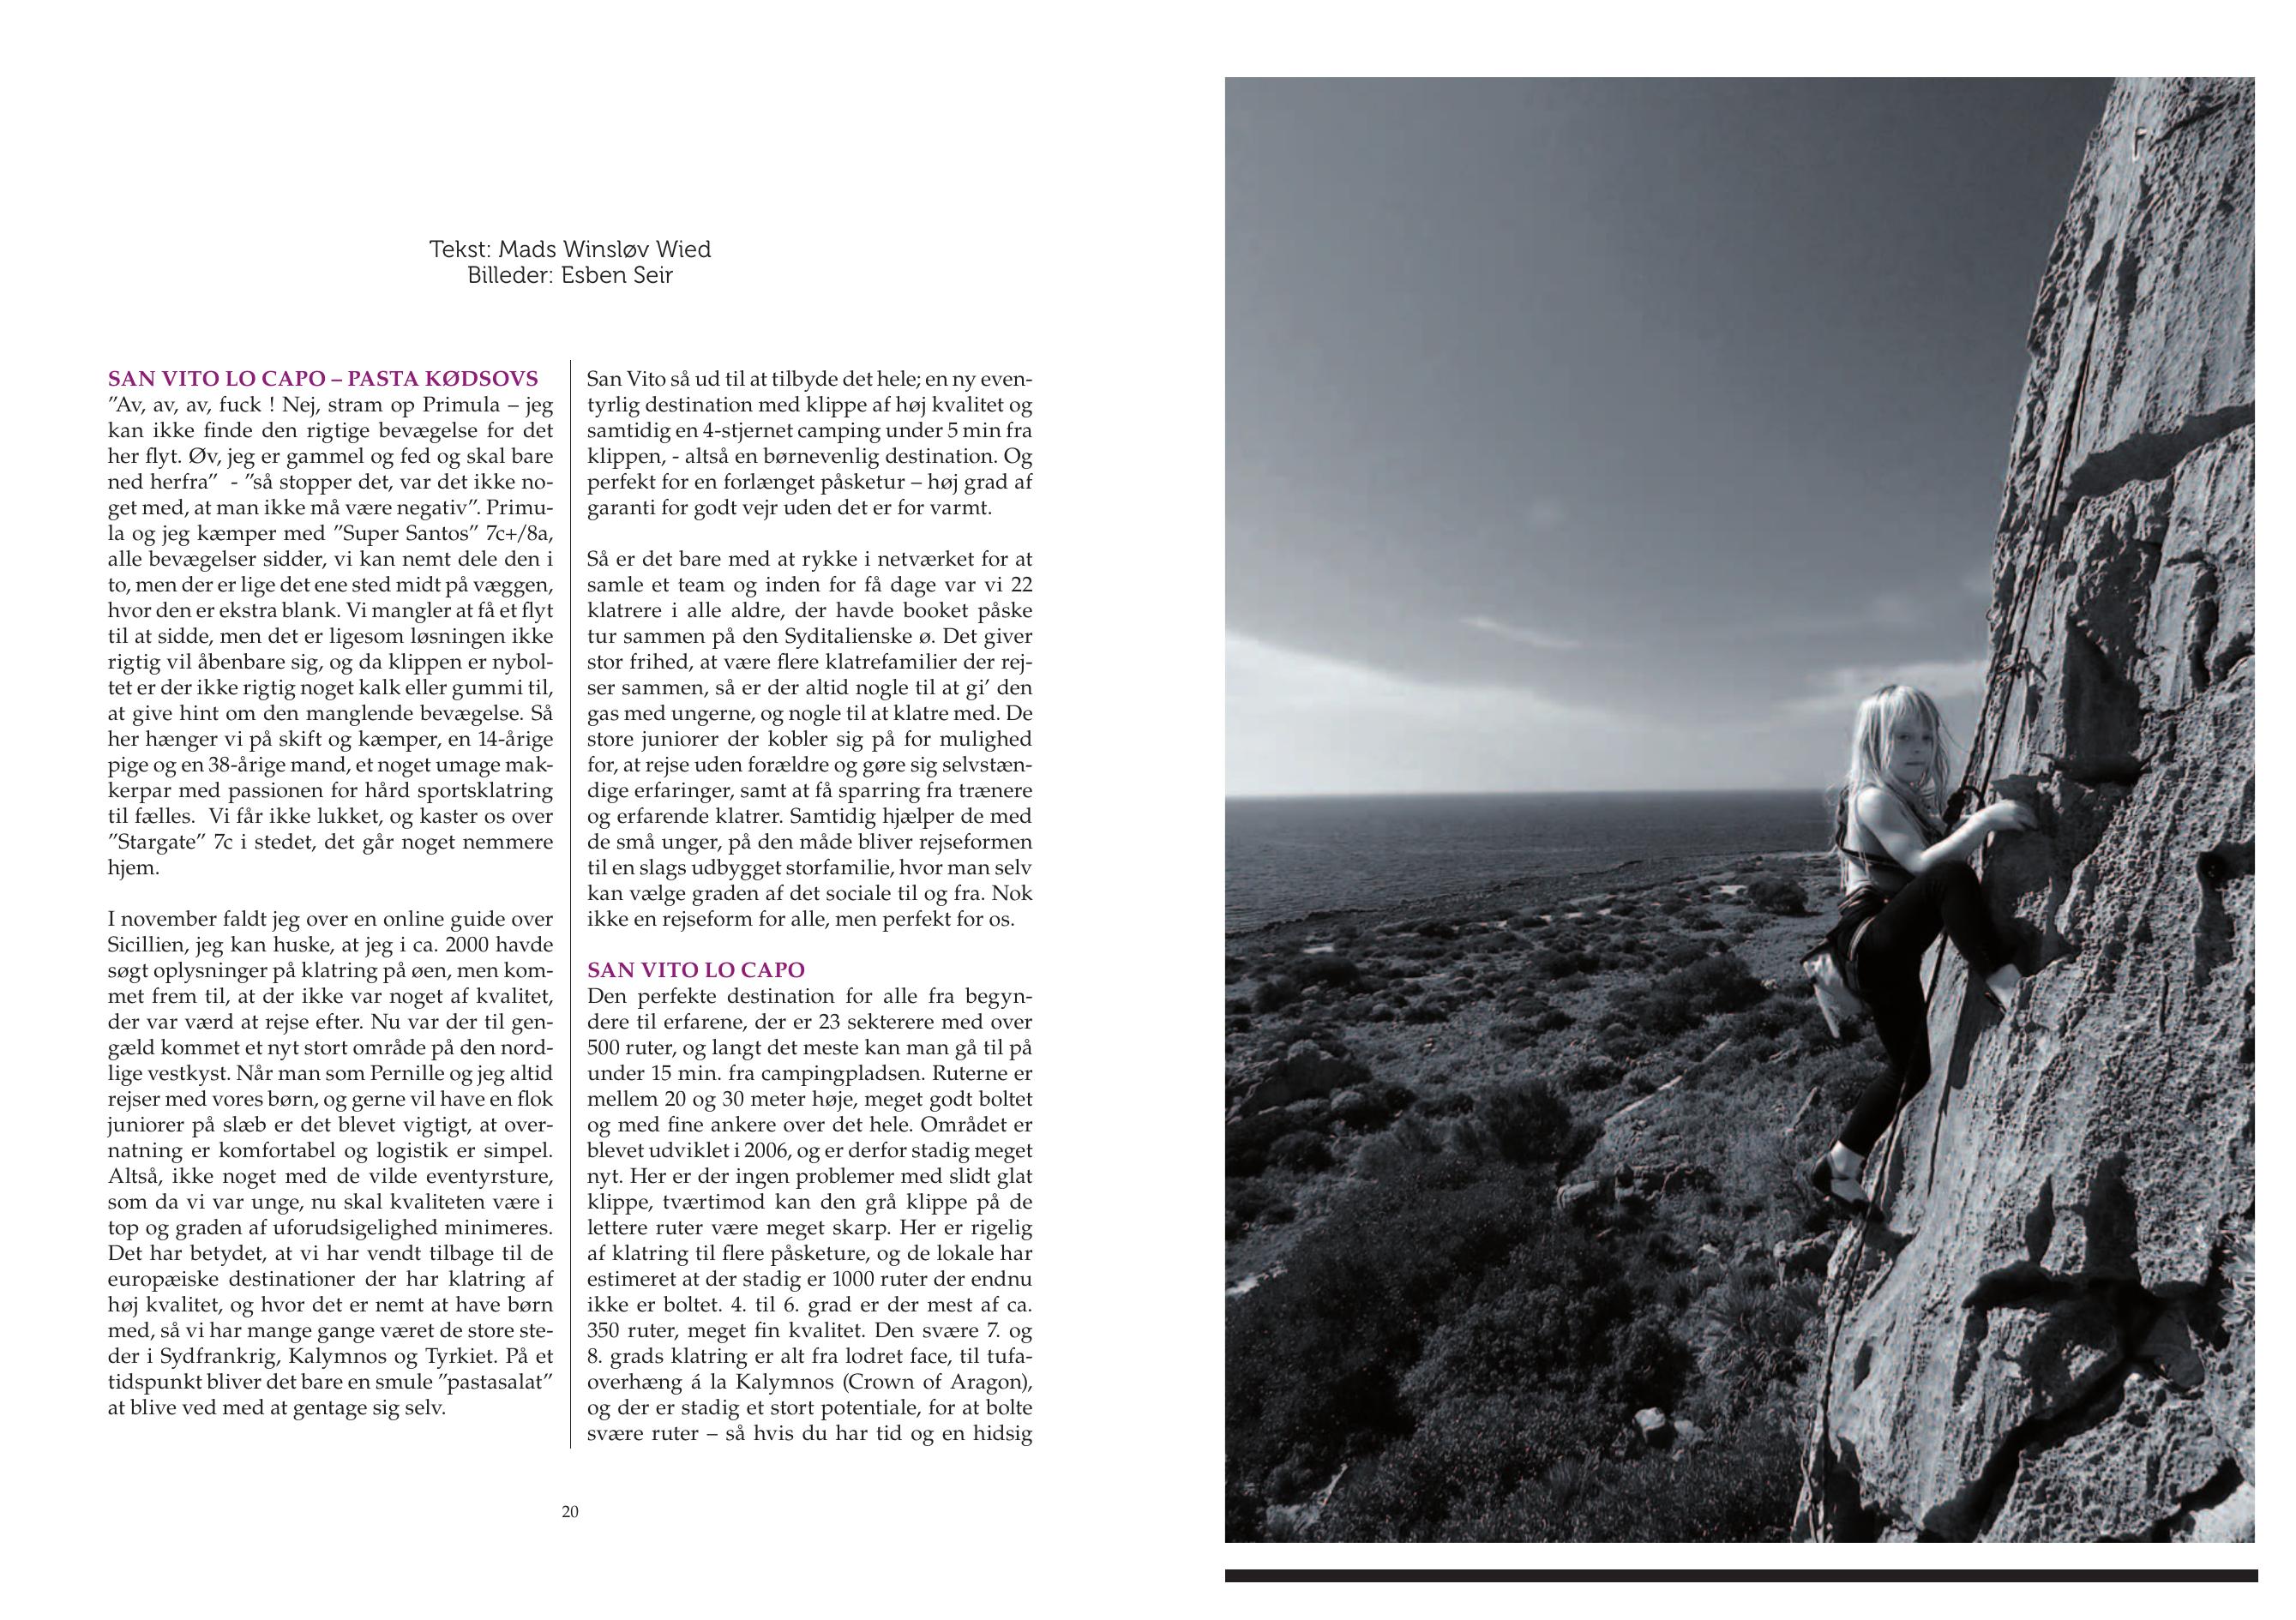 Tekst: Mads Winsløv Wied
Billeder: Esben Seir
SAN VITO LO CAPO – PASTA KØDSOVS
”Av, av, av, fuck ! Nej, stram op Primula – jeg
kan ikke finde den rigtige bevægelse for det
her flyt. Øv, jeg er gammel og fed og skal bare
ned herfra” - ”så stopper det, var det ikke no-
get med, at man ikke må være negativ”. Primu-
la og jeg kæmper med ”Super Santos” 7c+/8a,
alle bevægelser sidder, vi kan nemt dele den i
to, men der er lige det ene sted midt på væggen,
hvor den er ekstra blank. Vi mangler at få et flyt
til at sidde, men det er ligesom løsningen ikke
rigtig vil åbenbare sig, og da klippen er nybol-
tet er der ikke rigtig noget kalk eller gummi til,
at give hint om den manglende bevægelse. Så
her hænger vi på skift og kæmper, en 14-årige
pige og en 38-årige mand, et noget umage mak-
kerpar med passionen for hård sportsklatring
til fælles. Vi får ikke lukket, og kaster os over
”Stargate” 7c i stedet, det går noget nemmere
hjem.
I november faldt jeg over en online guide over
Sicillien, jeg kan huske, at jeg i ca. 2000 havde
søgt oplysninger på klatring på øen, men kom-
met frem til, at der ikke var noget af kvalitet,
der var værd at rejse efter. Nu var der til gen-
gæld kommet et nyt stort område på den nord-
lige vestkyst. Når man som Pernille og jeg altid
rejser med vores børn, og gerne vil have en flok
juniorer på slæb er det blevet vigtigt, at over-
natning er komfortabel og logistik er simpel.
Altså, ikke noget med de vilde eventyrsture,
som da vi var unge, nu skal kvaliteten være i
top og graden af uforudsigelighed minimeres.
Det har betydet, at vi har vendt tilbage til de
europæiske destinationer der har klatring af
høj kvalitet, og hvor det er nemt at have børn
med, så vi har mange gange været de store ste-
der i Sydfrankrig, Kalymnos og Tyrkiet. På et
tidspunkt bliver det bare en smule ”pastasalat”
at blive ved med at gentage sig selv.
San Vito så ud til at tilbyde det hele; en ny even-
tyrlig destination med klippe af høj kvalitet og
samtidig en 4-stjernet camping under 5 min fra
klippen, - altså en børnevenlig destination. Og
perfekt for en forlænget påsketur – høj grad af
garanti for godt vejr uden det er for varmt.
Så er det bare med at rykke i netværket for at
samle et team og inden for få dage var vi 22
klatrere i alle aldre, der havde booket påske
tur sammen på den Syditalienske ø. Det giver
stor frihed, at være flere klatrefamilier der rej-
ser sammen, så er der altid nogle til at gi’ den
gas med ungerne, og nogle til at klatre med. De
store juniorer der kobler sig på for mulighed
for, at rejse uden forældre og gøre sig selvstæn-
dige erfaringer, samt at få sparring fra trænere
og erfarende klatrer. Samtidig hjælper de med
de små unger, på den måde bliver rejseformen
til en slags udbygget storfamilie, hvor man selv
kan vælge graden af det sociale til og fra. Nok
ikke en rejseform for alle, men perfekt for os.
SAN VITO LO CAPO
Den perfekte destination for alle fra begyn-
dere til erfarene, der er 23 sekterere med over
500 ruter, og langt det meste kan man gå til på
under 15 min. fra campingpladsen. Ruterne er
mellem 20 og 30 meter høje, meget godt boltet
og med fine ankere over det hele. Området er
blevet udviklet i 2006, og er derfor stadig meget
nyt. Her er der ingen problemer med slidt glat
klippe, tværtimod kan den grå klippe på de
lettere ruter være meget skarp. Her er rigelig
af klatring til flere påsketure, og de lokale har
estimeret at der stadig er 1000 ruter der endnu
ikke er boltet. 4. til 6. grad er der mest af ca.
350 ruter, meget fin kvalitet. Den svære 7. og
8. grads klatring er alt fra lodret face, til tufa-
overhæng á la Kalymnos (Crown of Aragon),
og der er stadig et stort potentiale, for at bolte
svære ruter – så hvis du har tid og en hidsig
20